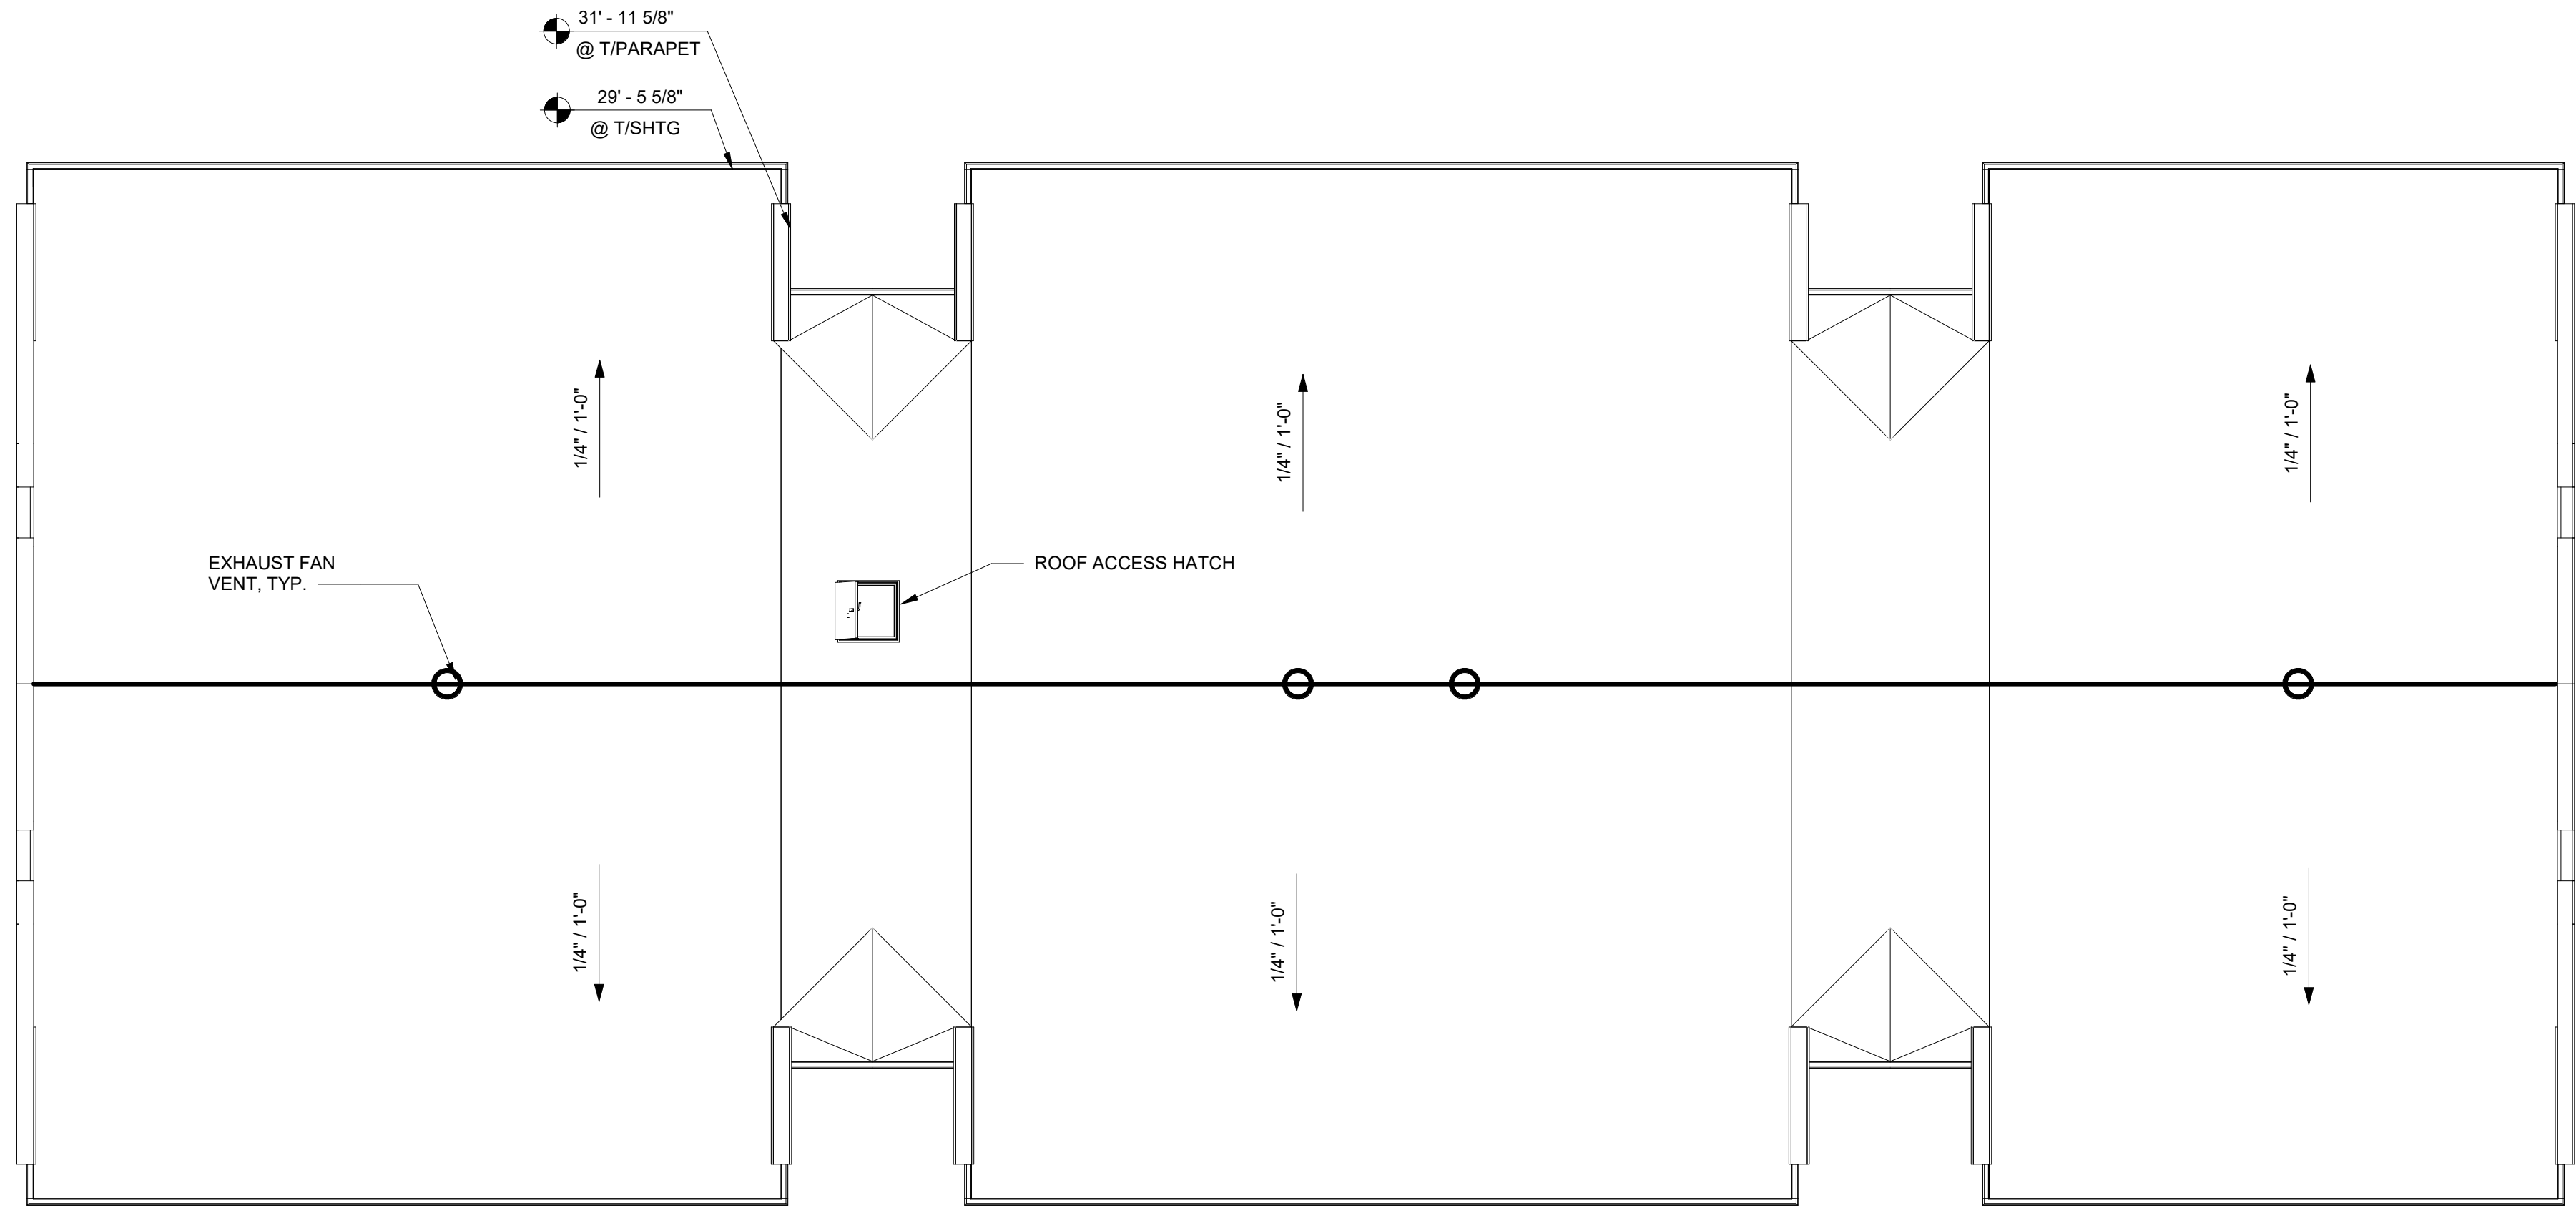 31' - 11 5/8"
@ T/PARAPET
29' - 5 5/8"
@ T/SHTG
1/4" / 1'-0"
1/4" / 1'-0"
1/4" / 1'-0"
EXHAUST FAN
VENT, TYP.
ROOF ACCESS HATCH
1/4" / 1'-0"
1/4" / 1'-0"
1/4" / 1'-0"